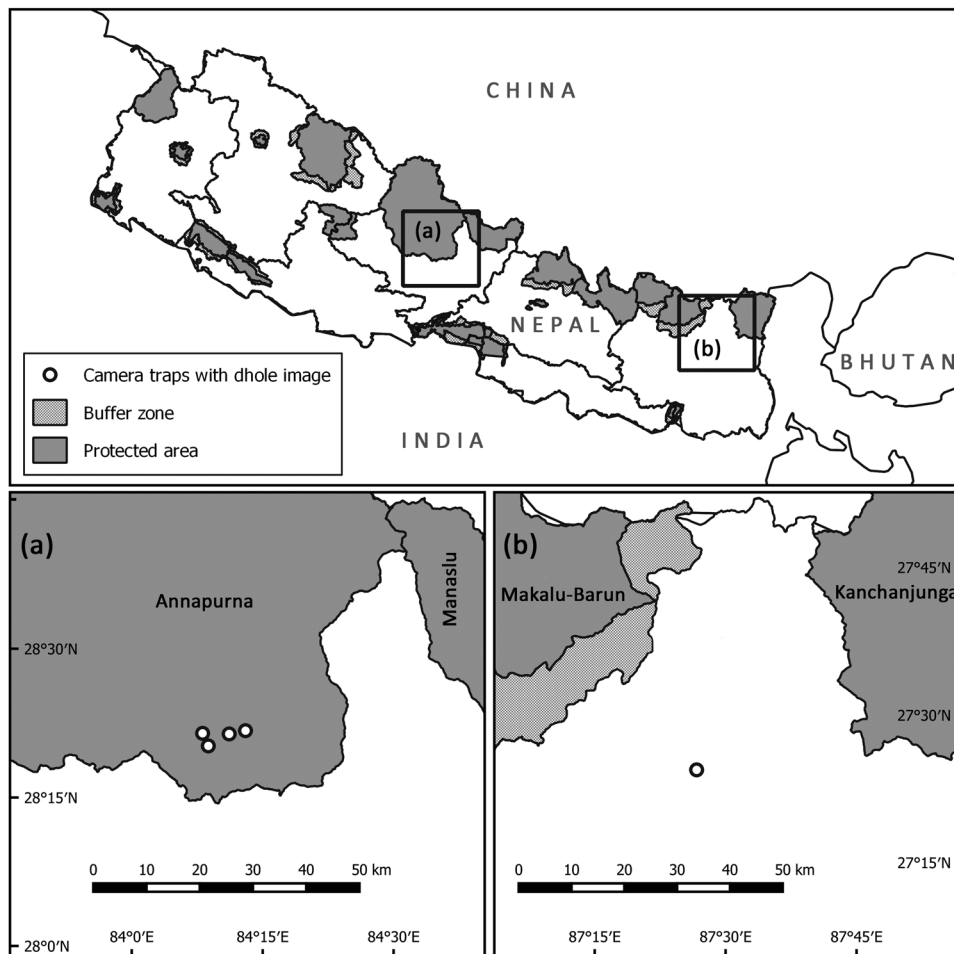 CHINA
(a)
NEPAL
(b)
BHUTAN
INDIA
Camera traps with dhole image
Buffer zone
Protected area
(a)
Annapurna
Manaslu
28°30′N
28°15′N
28°0′N
0 10 20 30 40 50 km
84°0′E 84°15′E 84°30′E
(b)
Makalu-Barun
Kanchanjunga
27°45′N
27°30′N
27°15′N
0 10 20 30 40 50 km
87°15′E 87°30′E 87°45′E